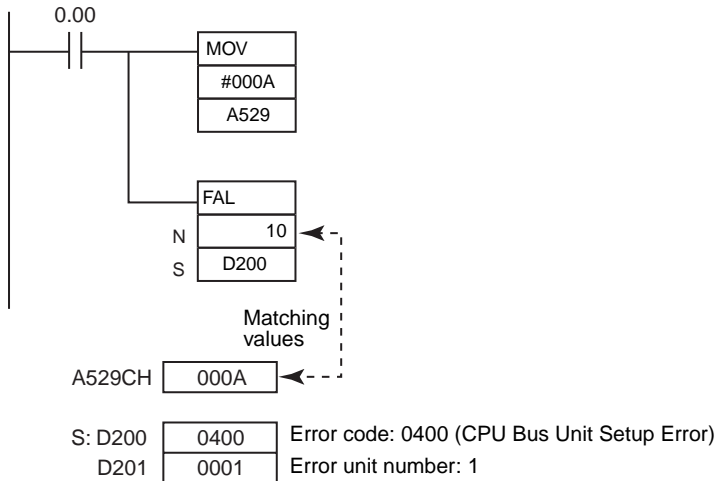 0.00
MOV
#000A
A529
FAL
N 10
S D200
Matching
values
A529CH 000A
S: D200 0400 Error code: 0400 (CPU Bus Unit Setup Error)
D201 0001 Error unit number: 1